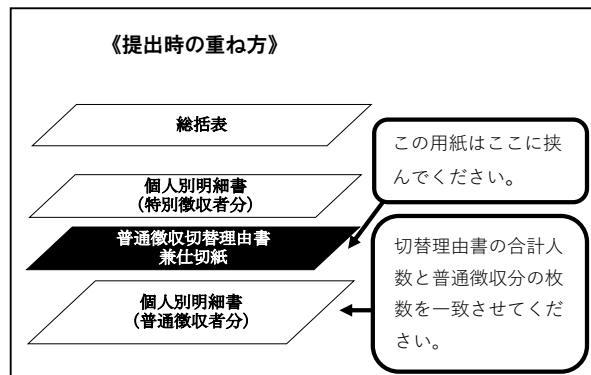 《提出時の重ね方》
総括表
この用紙はここに挟
んでください。
個人別明細書
(特別徴収者分)
普通徴収切替理由書
兼仕切紙
切替理由書の合計人
数と普通徴収分の枚
数を一致させてくだ
さい。
個人別明細書
(普通徴収者分)